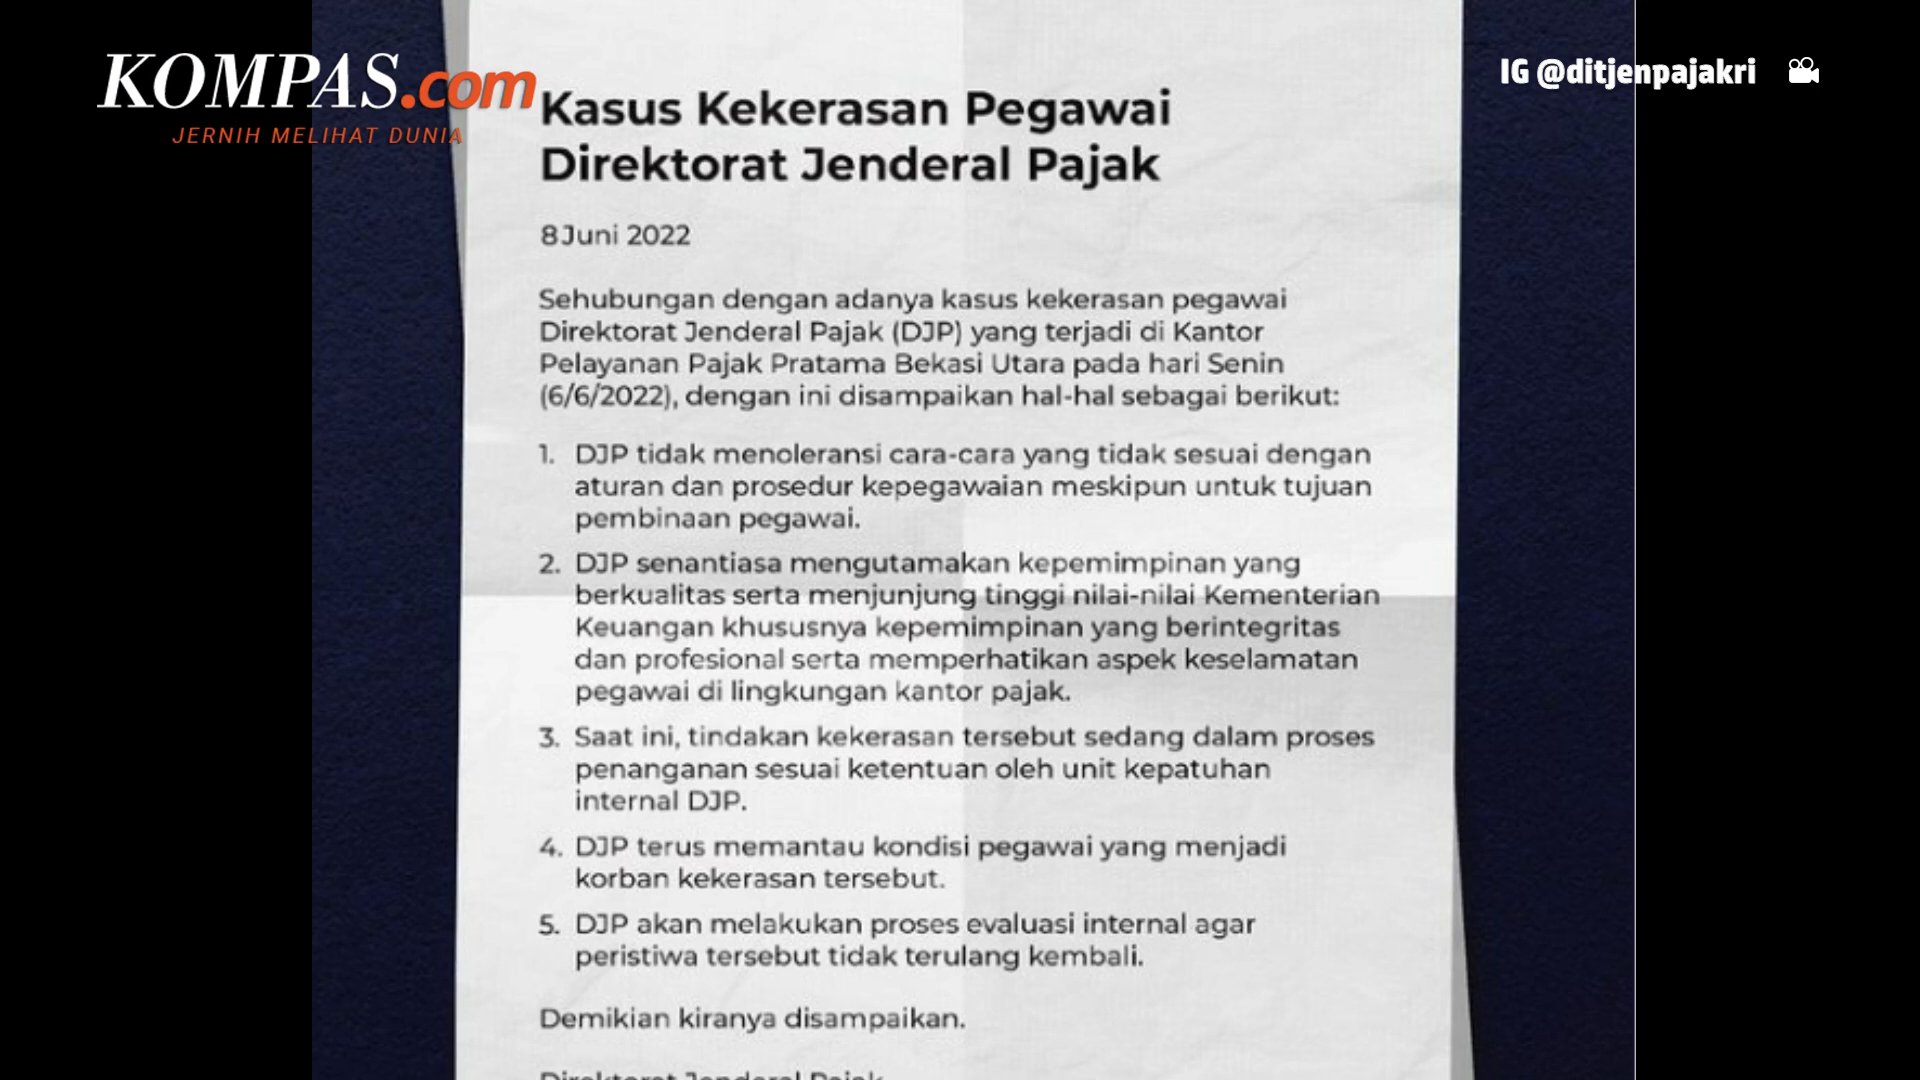 KOMPAS.com
JERNIH MELIHAT DUNIA
IG @ditjenpajakri
Kasus Kekerasan Pegawai
Direktorat Jenderal Pajak
8 Juni 2022
Sehubungan dengan adanya kasus kekerasan pegawai
Direktorat Jenderal Pajak (DJP) yang terjadi di Kantor
Pelayanan Pajak Pratama Bekasi Utara pada hari Senin
(6/6/2022), dengan ini disampaikan hal-hal sebagai berikut:
1. DJP tidak menoleransi cara-cara yang tidak sesuai dengan
aturan dan prosedur kepegawaian meskipun untuk tujuan
pembinaan pegawai.
2. DJP senantiasa mengutamakan kepemimpinan yang
berkualitas serta menjunjung tinggi nilai-nilai Kementerian
Keuangan khususnya kepemimpinan yang berintegritas
dan profesional serta memperhatikan aspek keselamatan
pegawai di lingkungan kantor pajak.
3. Saat ini, tindakan kekerasan tersebut sedang dalam proses
penanganan sesuai ketentuan oleh unit kepatuhan
internal DJP.
4. DJP terus memantau kondisi pegawai yang menjadi
korban kekerasan tersebut.
5. DJP akan melakukan proses evaluasi internal agar
peristiwa tersebut tidak terulang kembali.
Demikian kiranya disampaikan.
Direktorat Jenderal Pajak